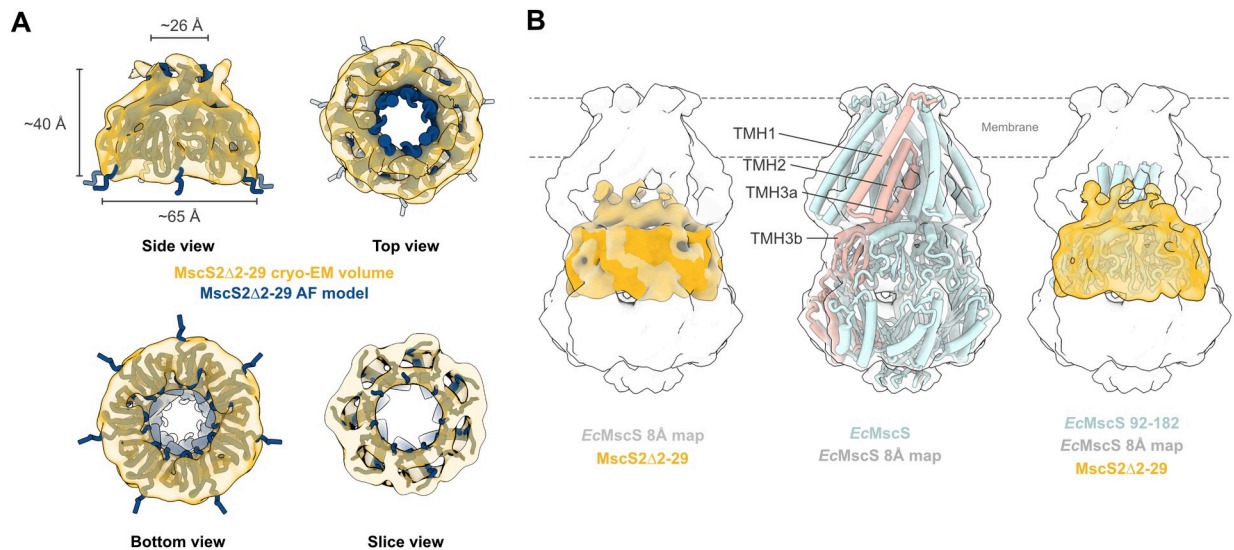 A
~26 Å
~40 Å
~65 Å
Side view
Top view
MscS2Δ2-29 cryo-EM volume
MscS2Δ2-29 AF model
Bottom view
Slice view
B
Membrane
TMH1
TMH2
TMH3a
TMH3b
EcMscS 8Å map
MscS2Δ2-29
EcMscS
EcMscS 8Å map
EcMscS 92-182
EcMscS 8Å map
MscS2Δ2-29